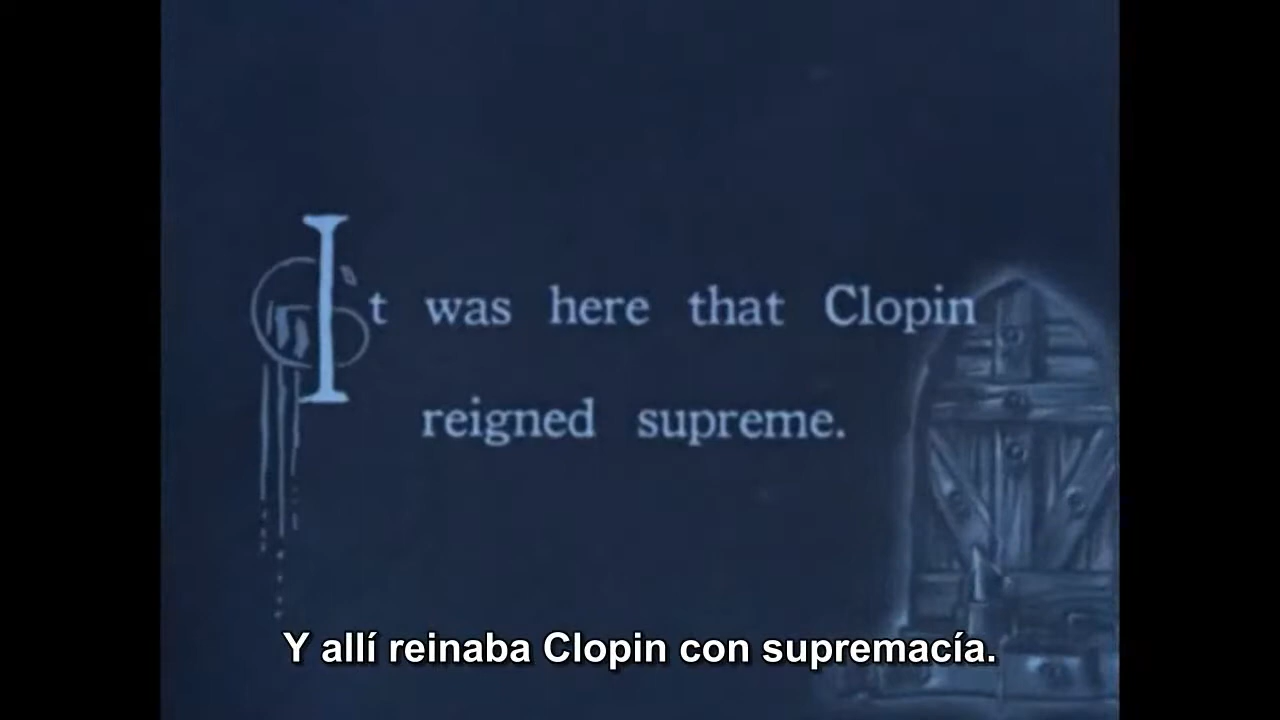 It was here that Clopin
reigned supreme.
Y allí reinaba Clopin con supremacía.